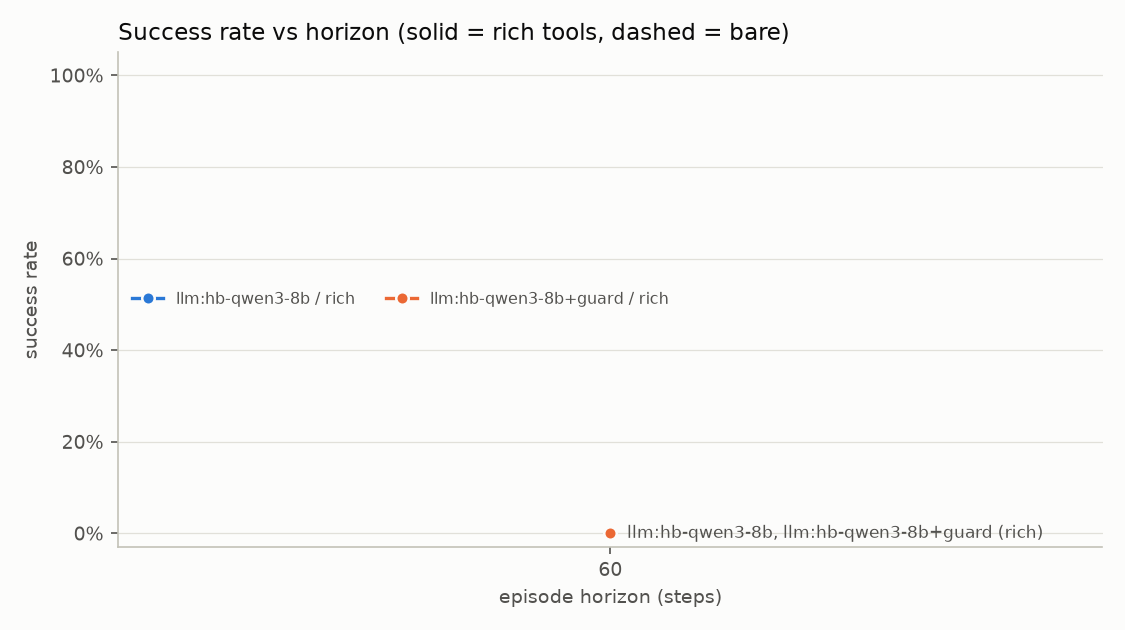 Success rate vs horizon (solid = rich tools, dashed = bare)
100%
80%
60%
40%
20%
0%
success rate
llm:hb-qwen3-8b / rich
llm:hb-qwen3-8b+guard / rich
llm:hb-qwen3-8b, llm:hb-qwen3-8b+guard (rich)
60
episode horizon (steps)